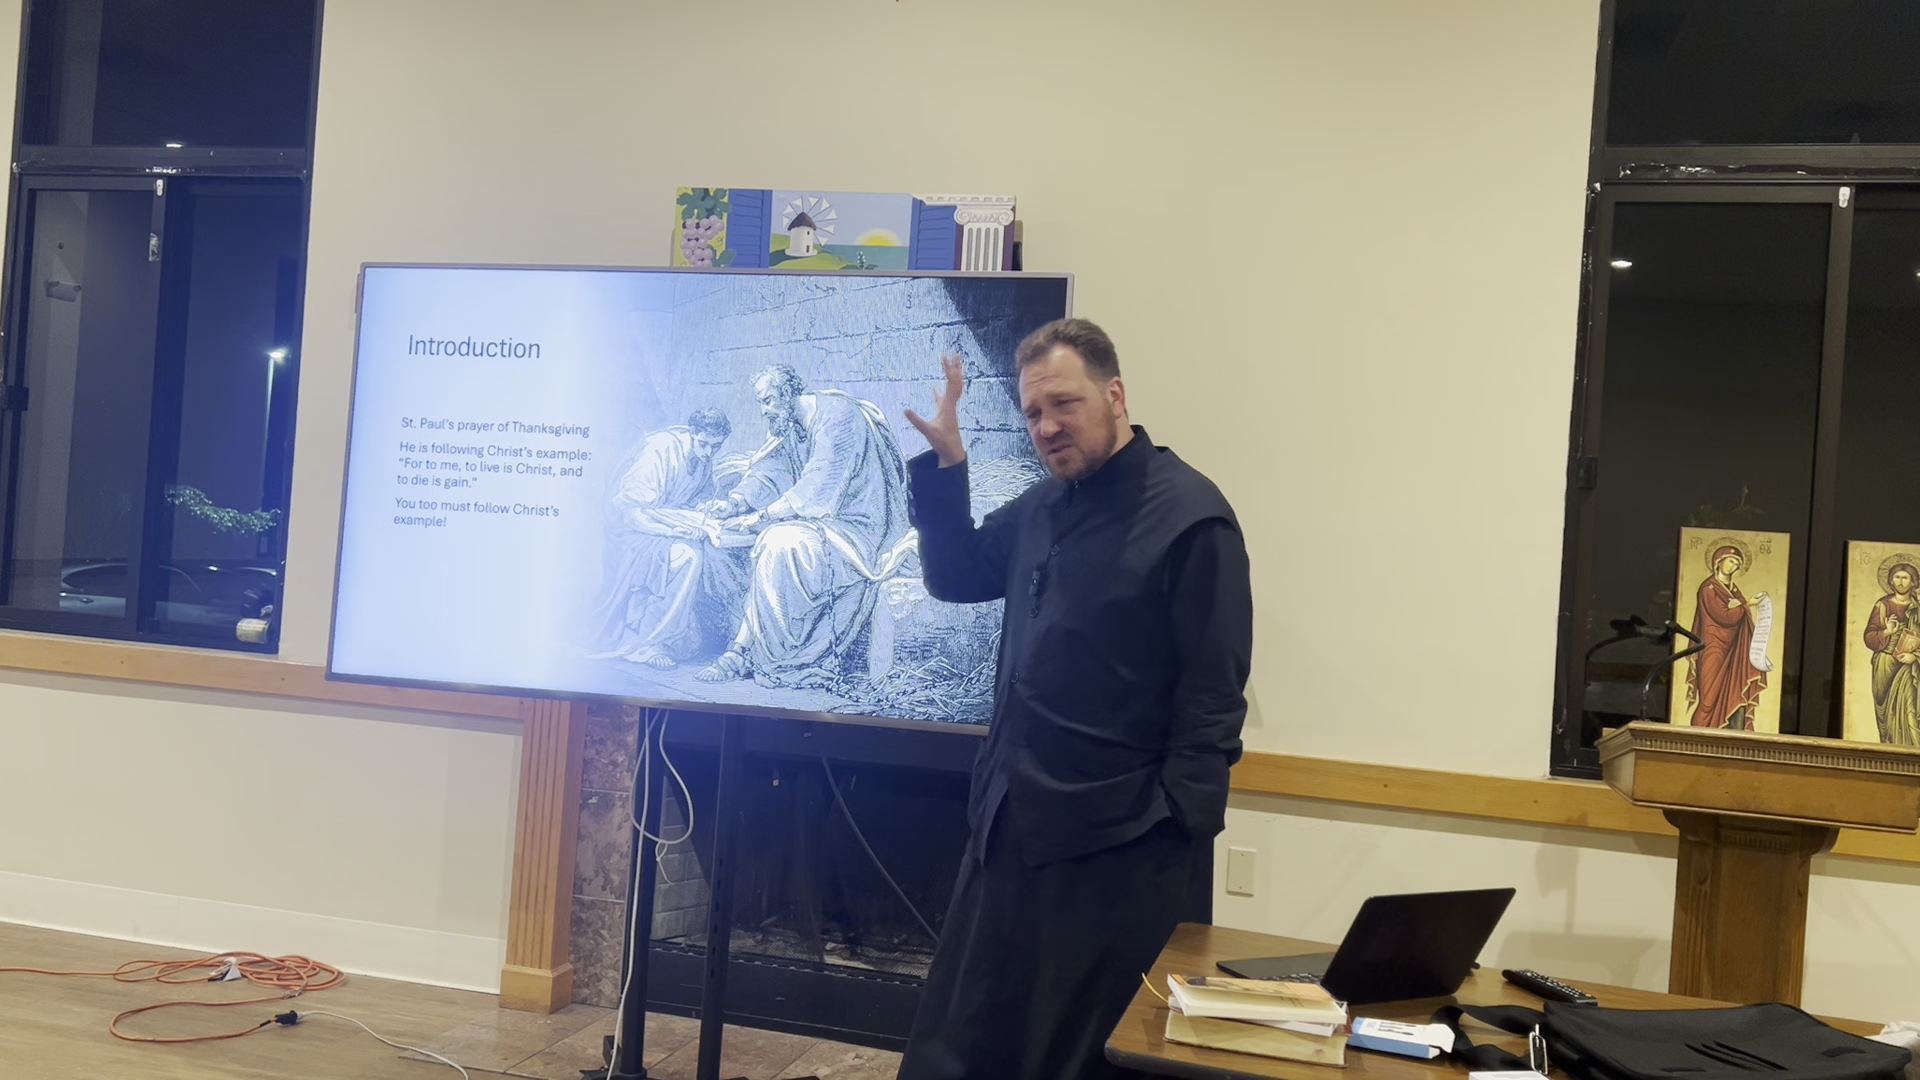 Introduction
St. Paul's prayer of Thanksgiving
He is following Christ's example:
“For to me, to live is Christ, and
to die is gain.”
You too must follow Christ's
example!